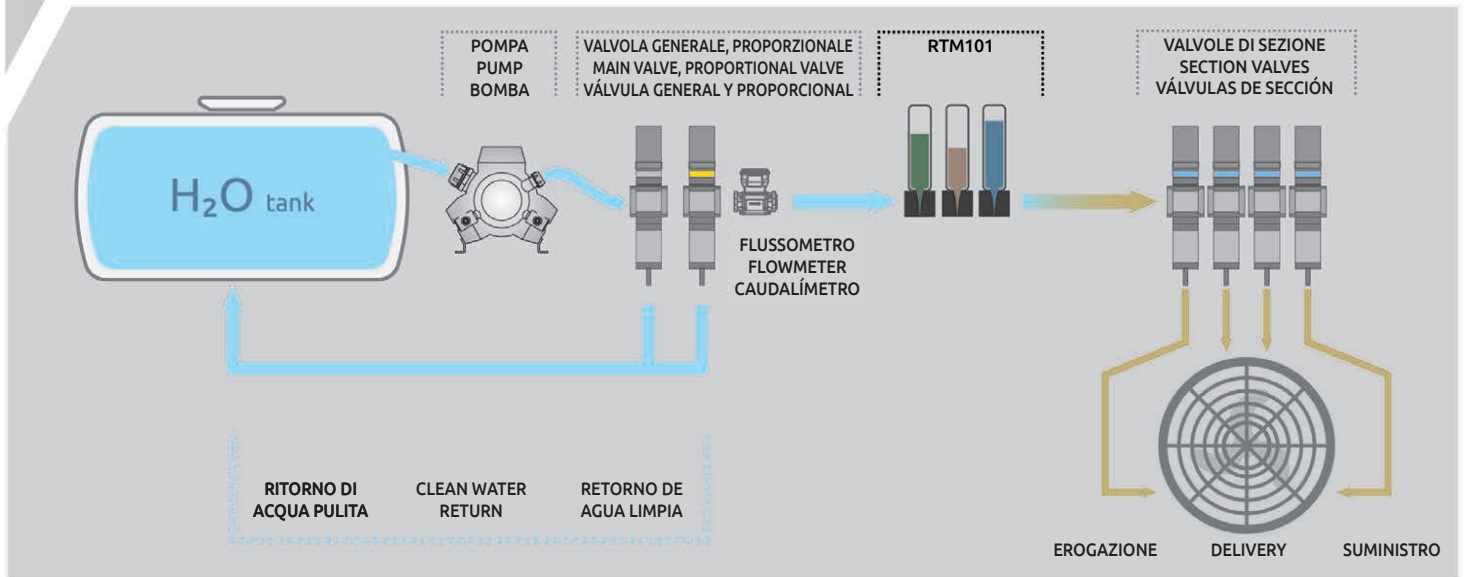 POMPA
PUMP
BOMBA
VALVOLA GENERALE, PROPORZIONALE
MAIN VALVE, PROPORTIONAL VALVE
VÁLVULA GENERAL Y PROPORCIONAL
RTM101
VALVOLE DI SEZIONE
SECTION VALVES
VÁLVULAS DE SECCIÓN
H₂O tank
FLUSSOMETRO
FLOWMETER
CAUDALÍMETRO
RITORNO DI
ACQUA PULITA
CLEAN WATER
RETURN
RETORNO DE
AGUA LIMPIA
EROGAZIONE
DELIVERY
SUMINISTRO